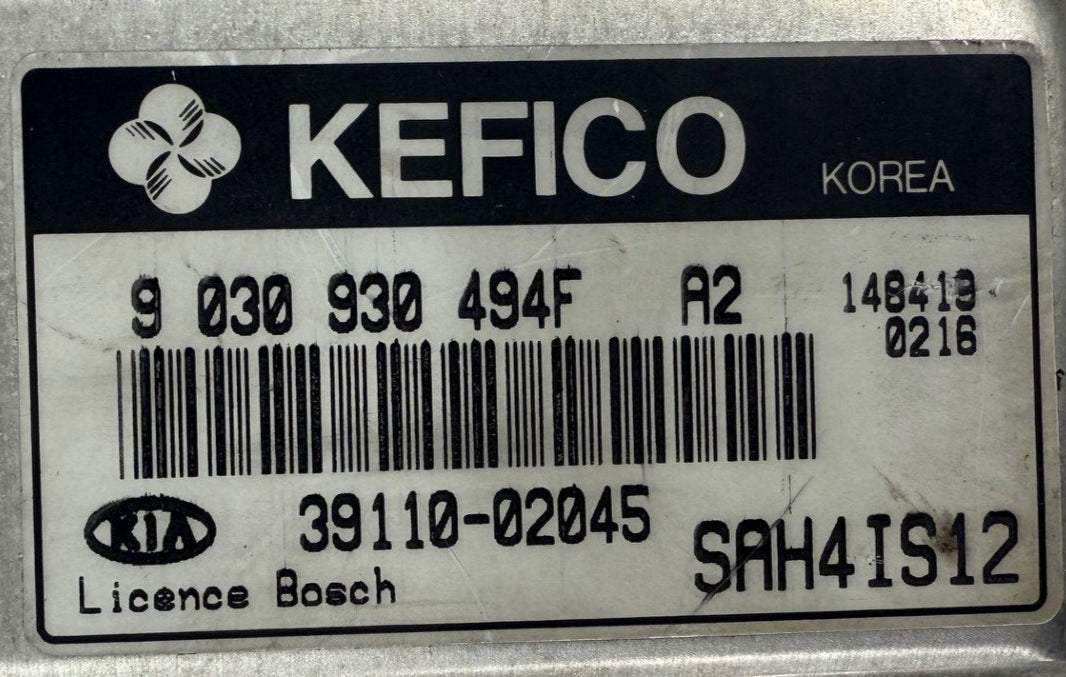 KEFICO KOREA
9 030 930 494F A2 148419
0216
KIA 39110-02045
SAH4IS12
Licence Bosch